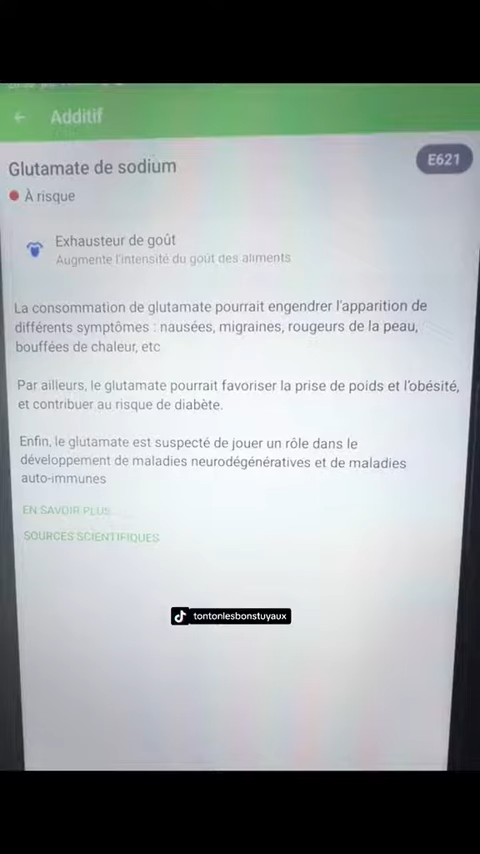 ← Additif
Glutamate de sodium
E621
À risque
Exhausteur de goût
Augmente l'intensité du goût des aliments
La consommation de glutamate pourrait engendrer l'apparition de
différents symptômes : nausées, migraines, rougeurs de la peau,
bouffées de chaleur, etc
Par ailleurs, le glutamate pourrait favoriser la prise de poids et l'obésité,
et contribuer au risque de diabète.
Enfin, le glutamate est suspecté de jouer un rôle dans le
développement de maladies neurodégénératives et de maladies
auto-immunes
EN SAVOIR PLUS
SOURCES SCIENTIFIQUES
tontonlesbonstuyaux